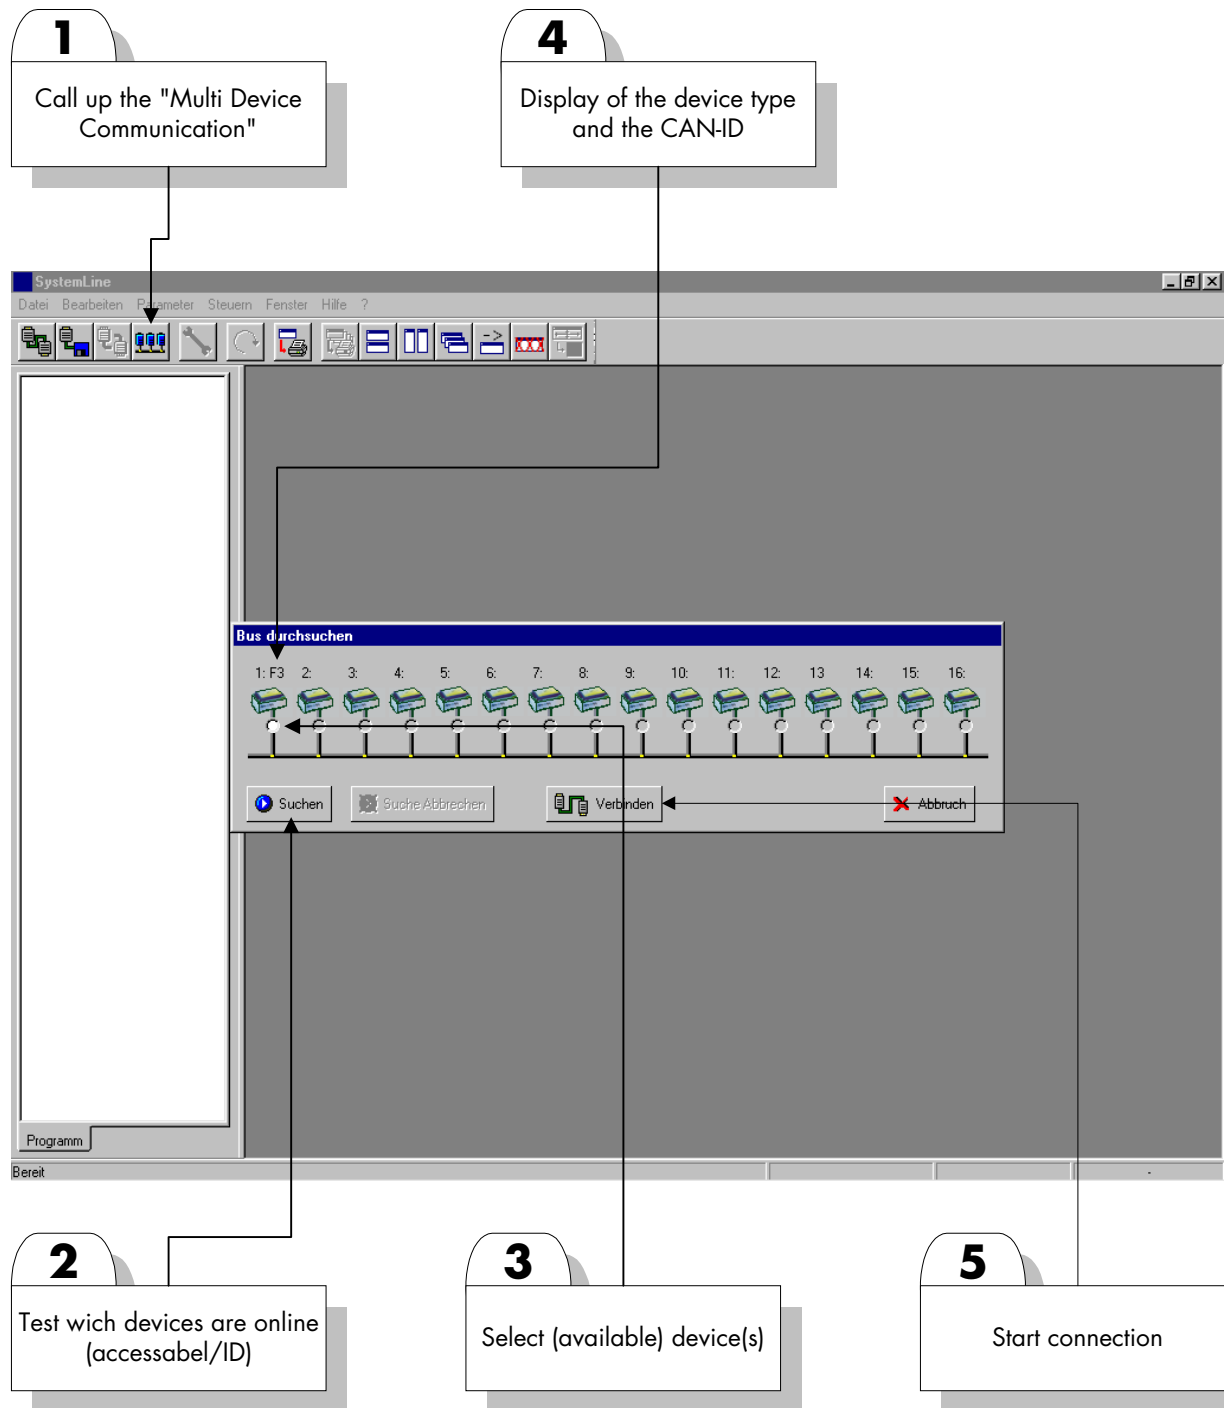 1
Call up the "Multi Device
Communication"
4
Display of the device type
and the CAN-ID
SystemLine
Datei Bearbeiten Parameter Steuern Fenster Hilfe ?
Bus durchsuchen
1: F3 2: 3: 4: 5: 6: 7: 8: 9: 10: 11: 12: 13 14: 15: 16:
Suchen Suche Abbrechen Verbinden Abbruch
Programm
Bereit
2
Test wich devices are online
(accessabel/ID)
3
Select (available) device(s)
5
Start connection